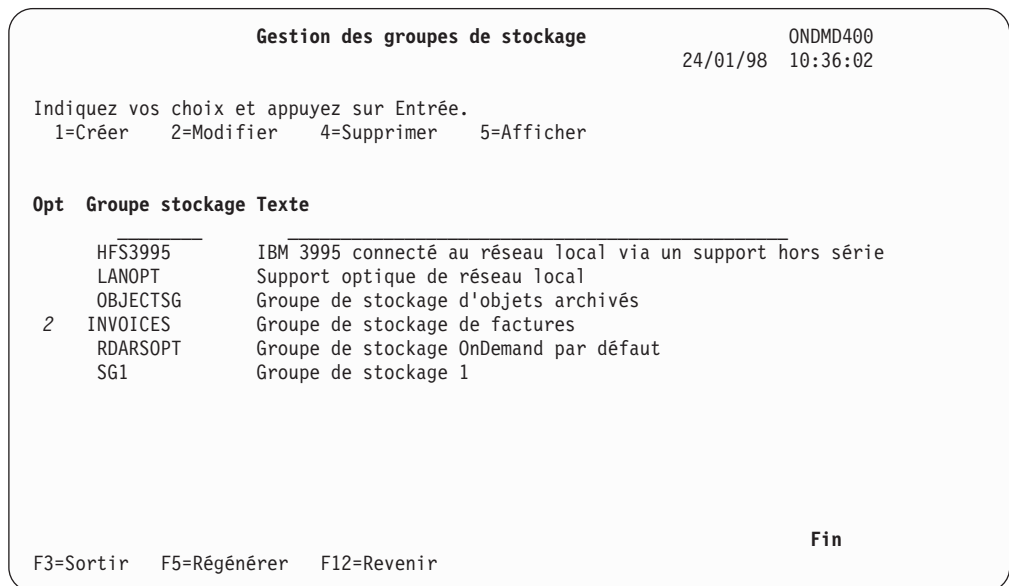 Gestion des groupes de stockage ONDMD400
24/01/98 10:36:02
Indiquez vos choix et appuyez sur Entrée.
1=Créer 2=Modifier 4=Supprimer 5=Afficher
Opt Groupe stockage Texte
________ _______________________________________________
HFS3995 IBM 3995 connecté au réseau local via un support hors série
LANOPT Support optique de réseau local
OBJECTSG Groupe de stockage d'objets archivés
2 INVOICES Groupe de stockage de factures
RDARSOPT Groupe de stockage OnDemand par défaut
SG1 Groupe de stockage 1
Fin
F3=Sortir F5=Régénérer F12=Revenir